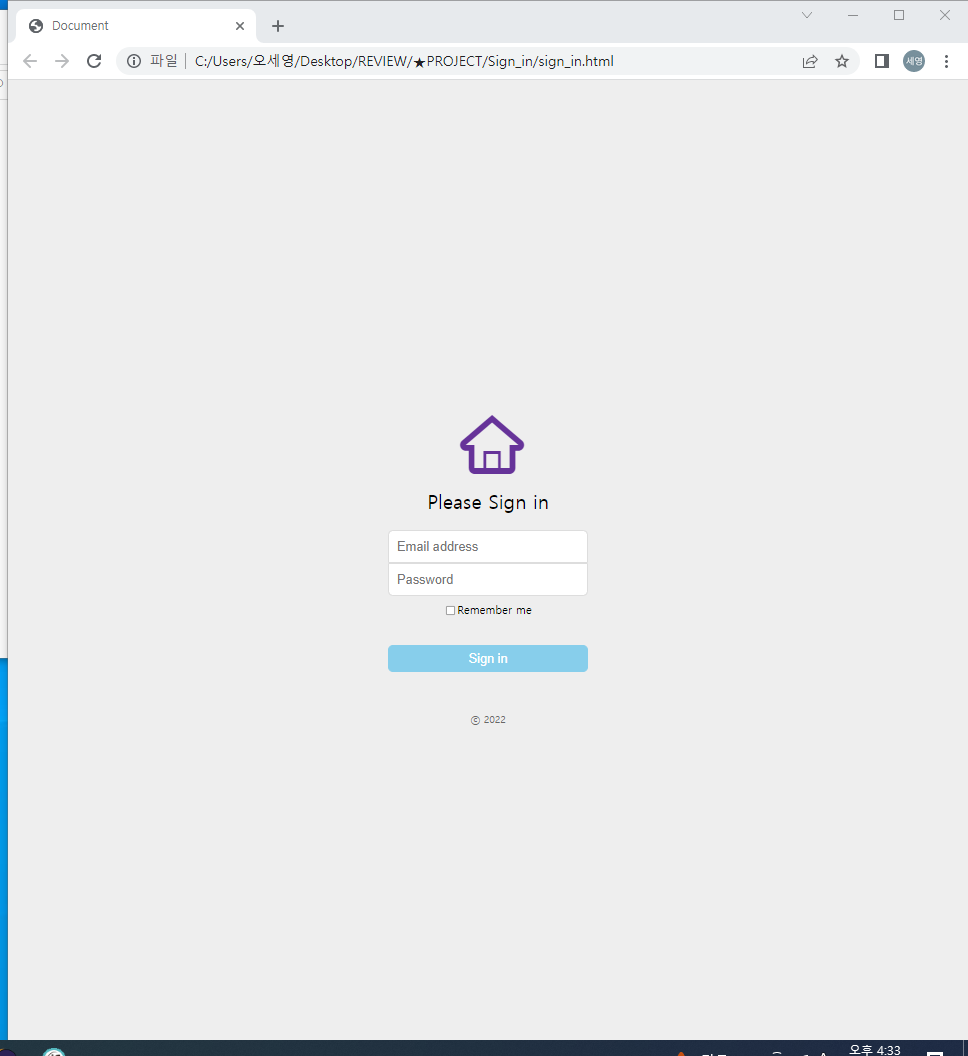 Document
파일 C:/Users/오세영/Desktop/REVIEW/★PROJECT/Sign_in/sign_in.html 세영
Please Sign in
Email address
Password
Remember me
Sign in
© 2022
오후 4:33